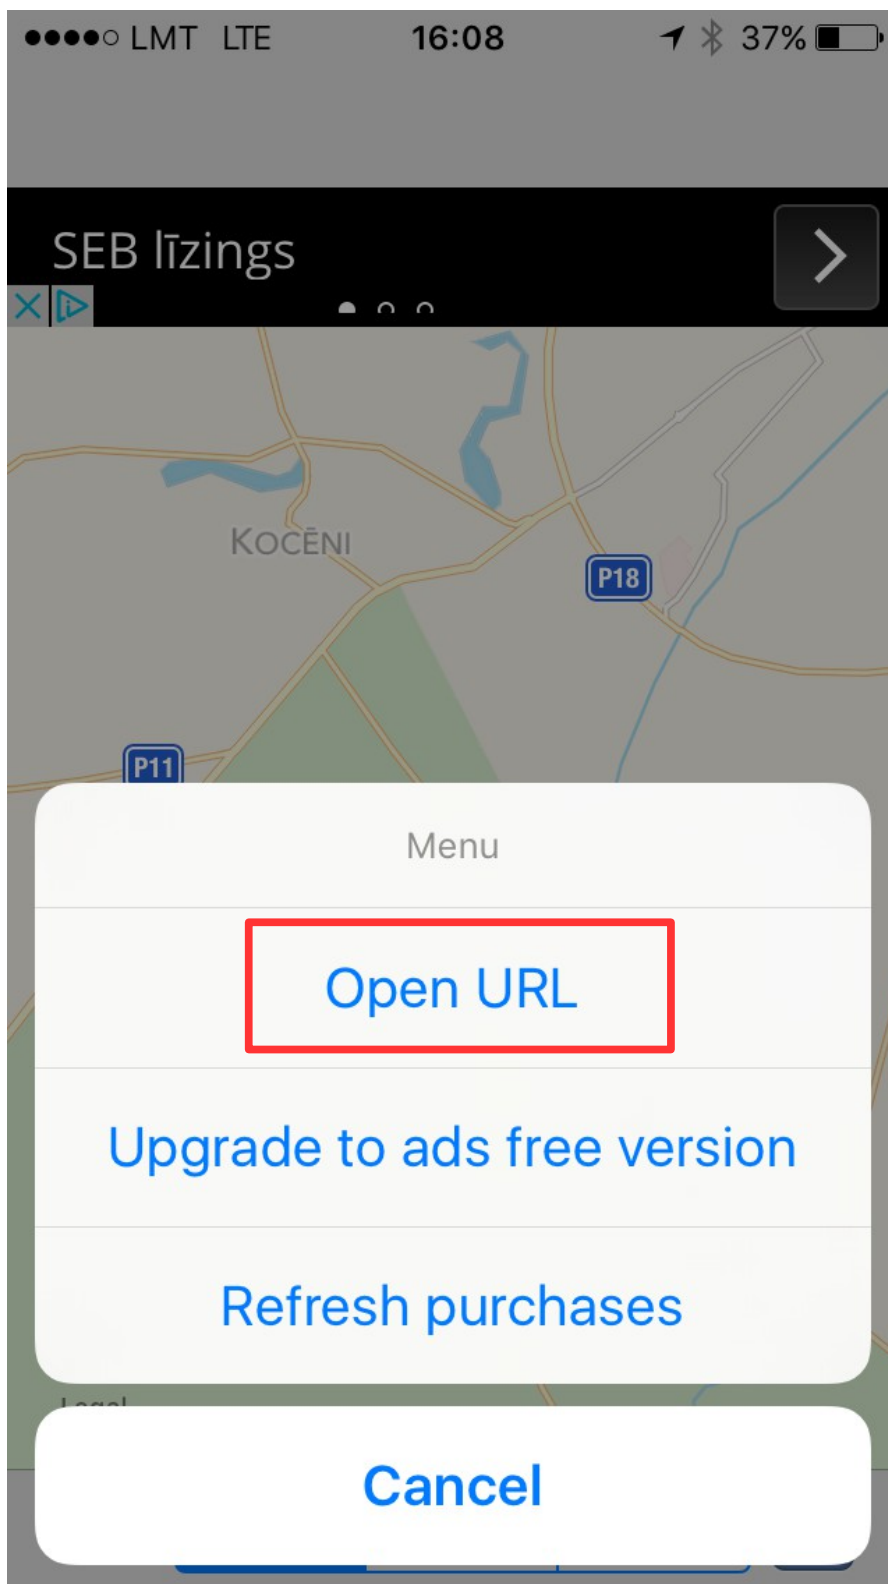 LMT LTE 16:08 37%
SEB līzings
KOCĒNI
P18
P11
Menu
Open URL
Upgrade to ads free version
Refresh purchases
Legal
Cancel